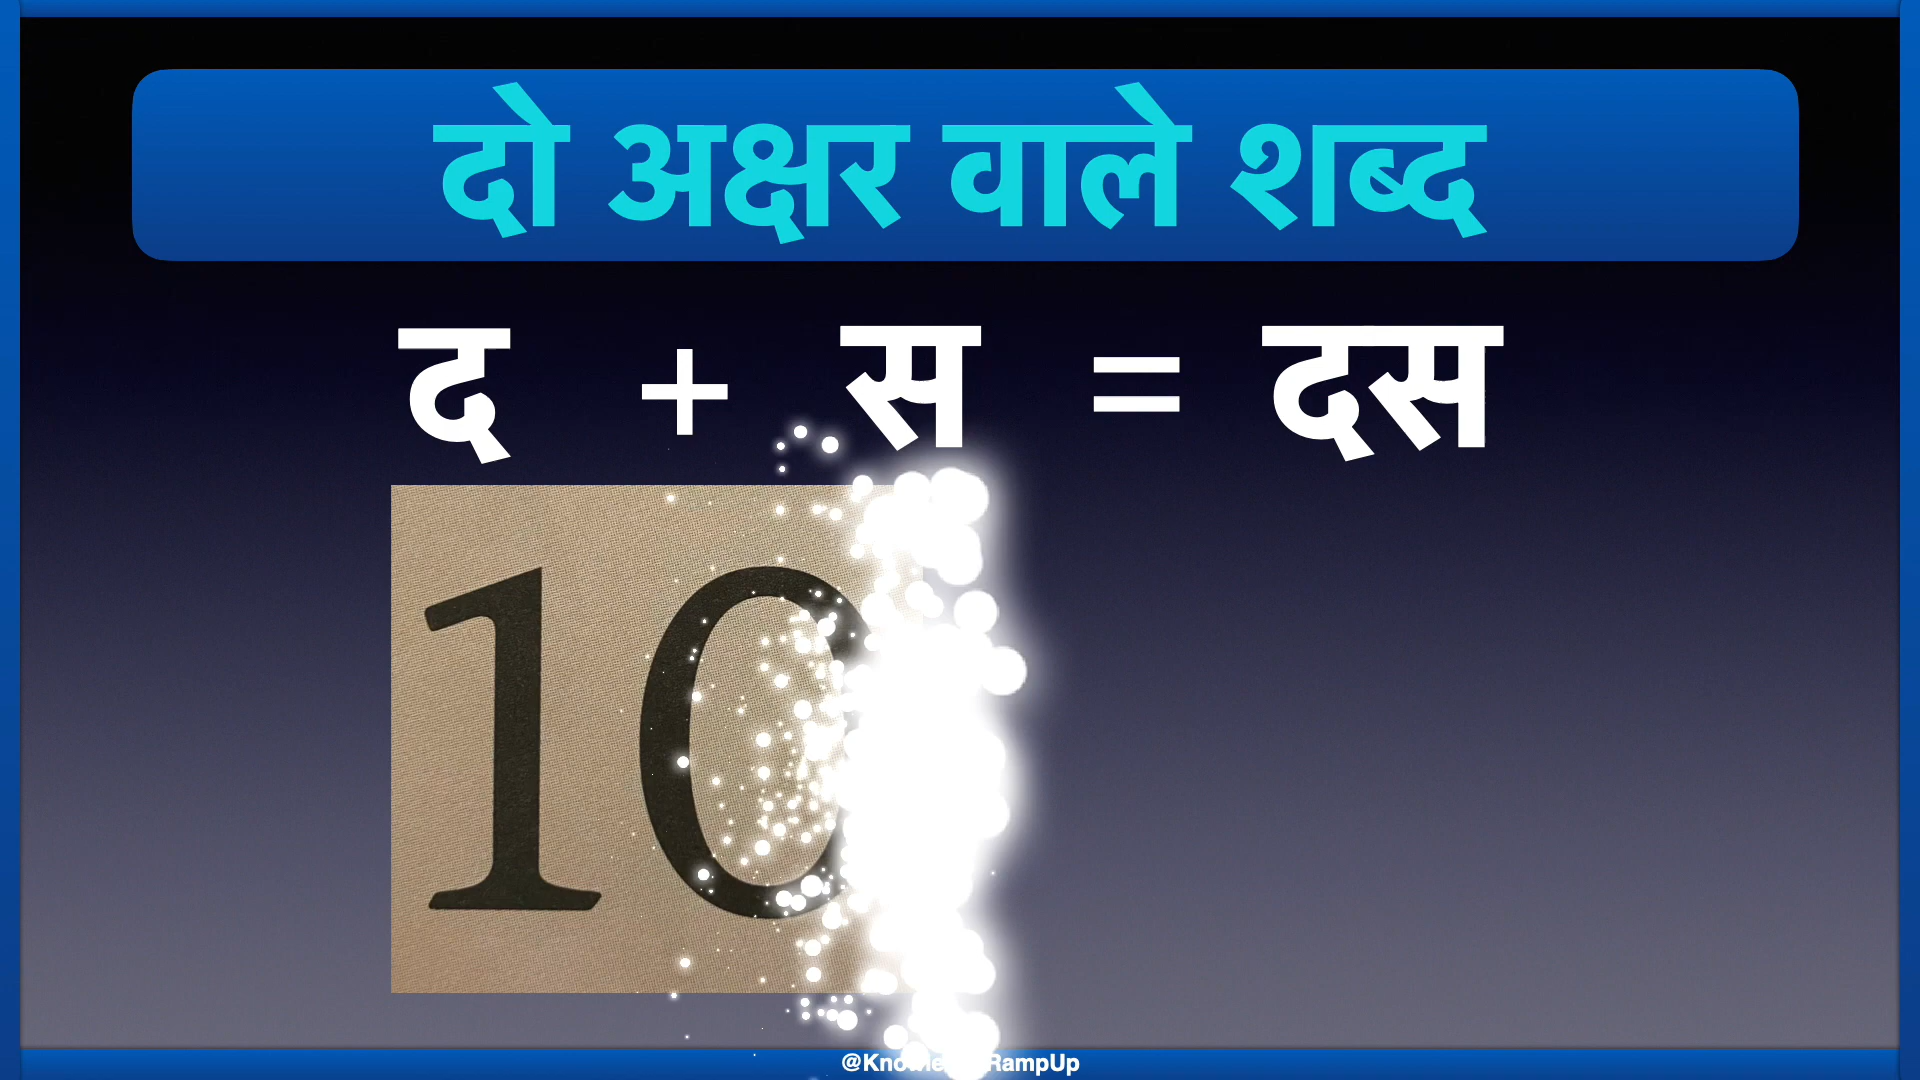 दो अक्षर वाले शब्द
द + स = दस
10